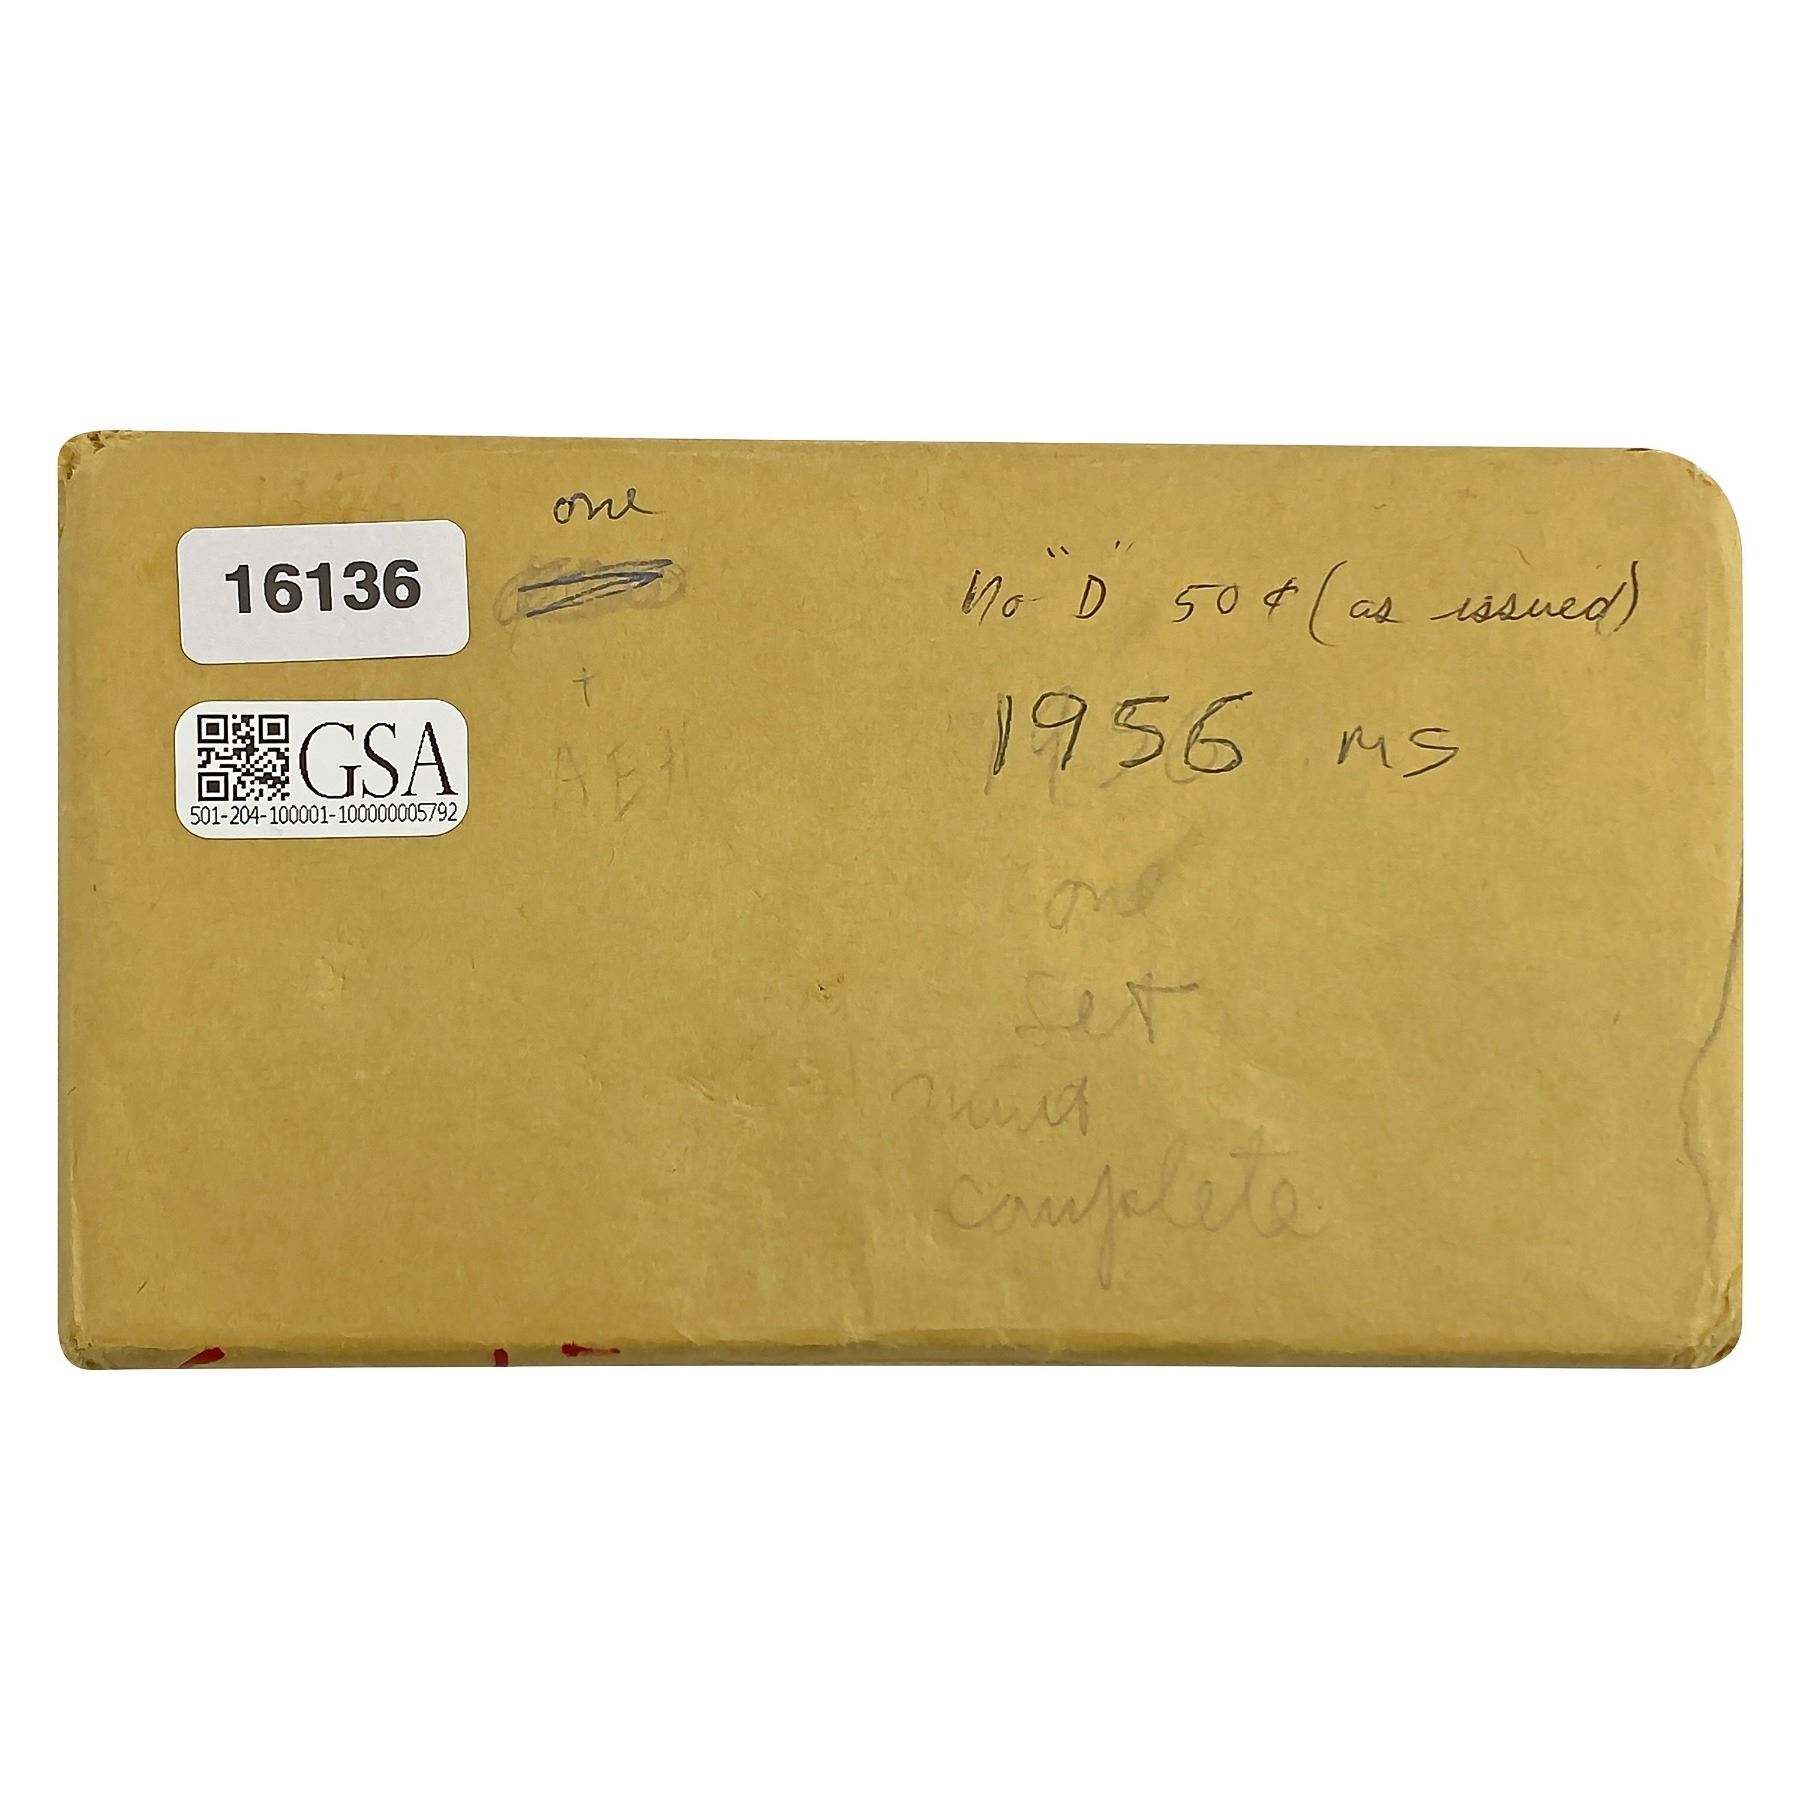 one
16136
No "D" 50¢ (as issued)
1956 MS
GSA
501-204-100001-100000005792
+
one
set
mint
complete